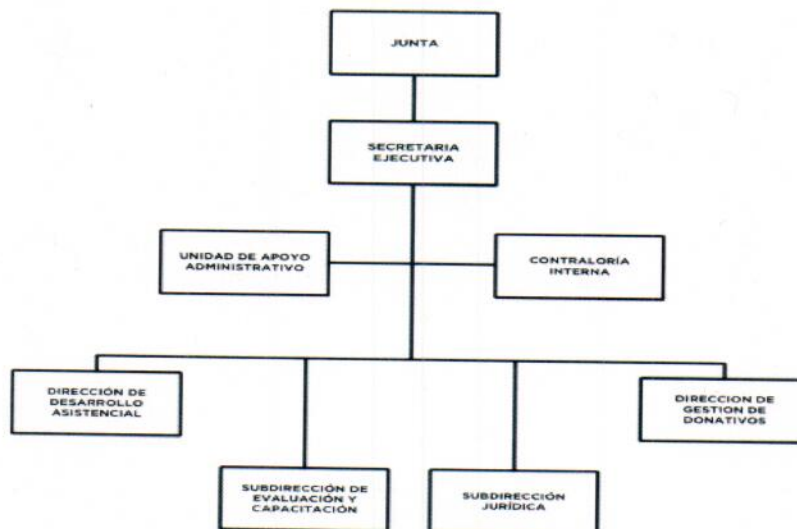 JUNTA
SECRETARIA
EJECUTIVA
UNIDAD DE APOYO
ADMINISTRATIVO
CONTRALORÍA
INTERNA
DIRECCIÓN DE
DESARROLLO
ASISTENCIAL
DIRECCION DE
GESTION DE
DONATIVOS
SUBDIRECCIÓN DE
EVALUACIÓN Y
CAPACITACIÓN
SUBDIRECCIÓN
JURÍDICA